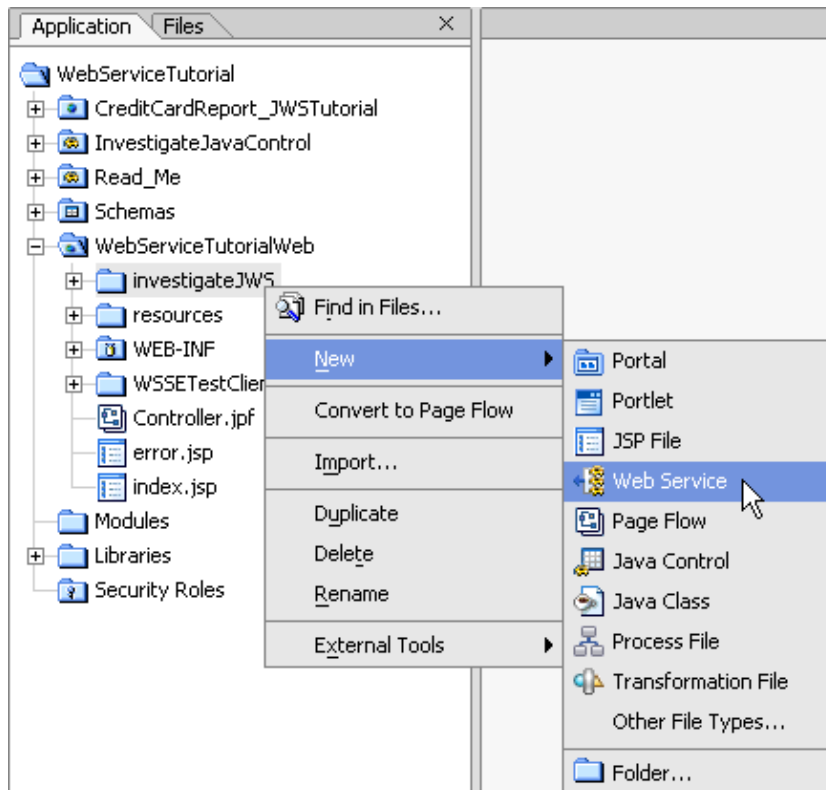 Application Files
WebServiceTutorial
CreditCardReport_JWSTutorial
InvestigateJavaControl
Read_Me
Schemas
WebServiceTutorialWeb
investigateJWS
resources
WEB-INF
WSSETestClien
Controller.jpf
error.jsp
index.jsp
Modules
Libraries
Security Roles
Find in Files...
New
Convert to Page Flow
Import...
Duplicate
Delete
Rename
External Tools
Portal
Portlet
JSP File
Web Service
Page Flow
Java Control
Java Class
Process File
Transformation File
Other File Types...
Folder...